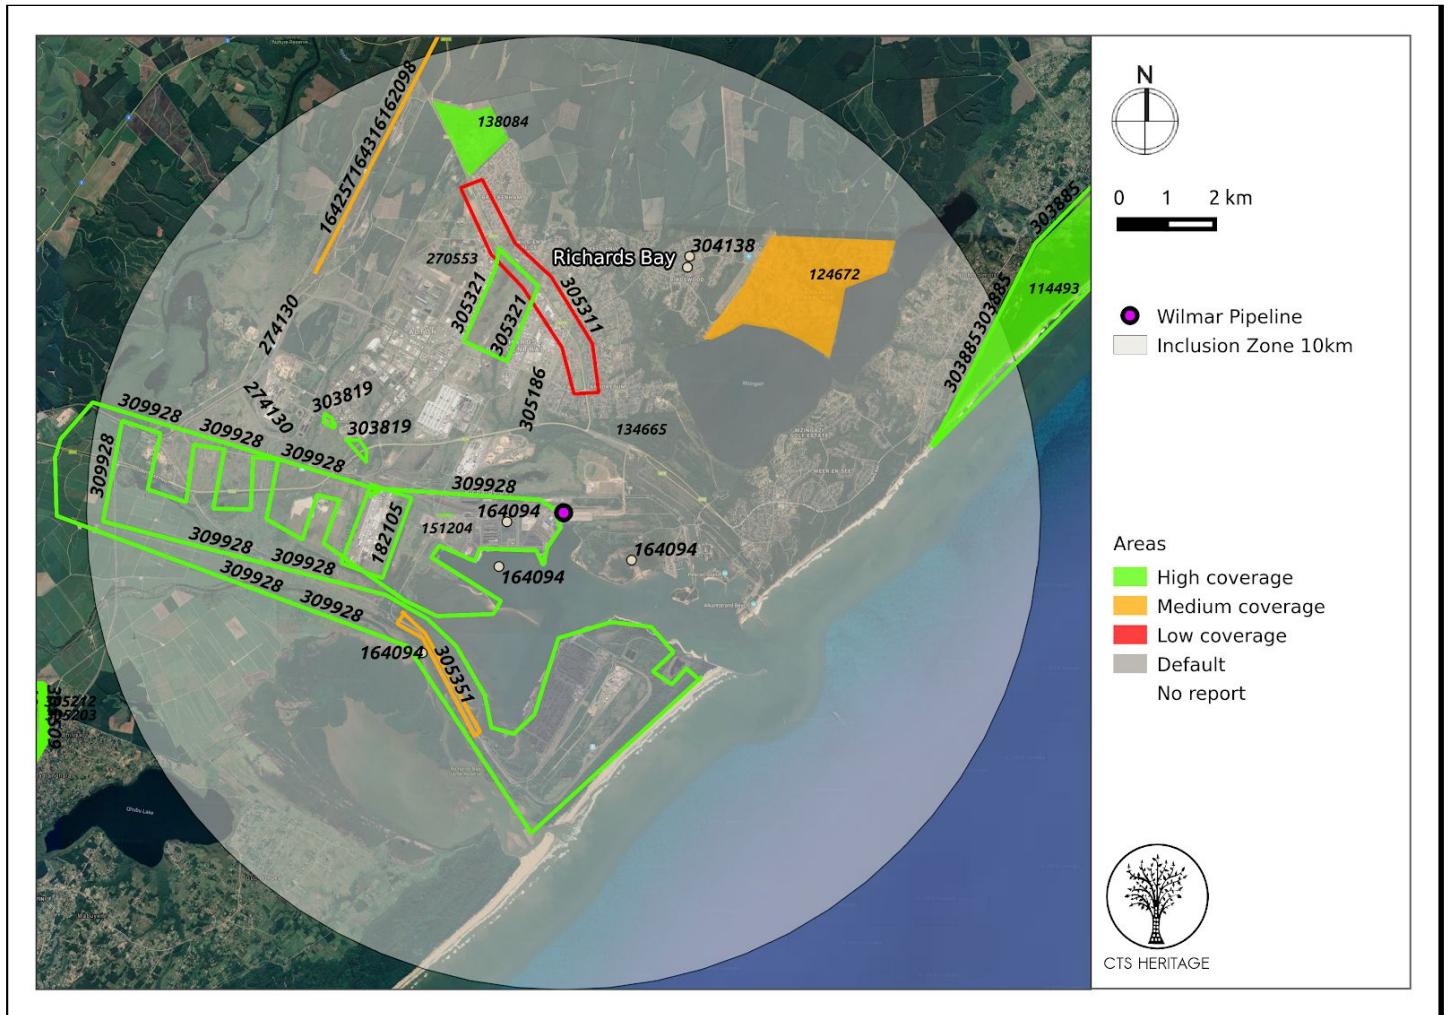 N
0 1 2 km
Wilmar Pipeline
Inclusion Zone 10km
Areas
High coverage
Medium coverage
Low coverage
Default
No report
CTS HERITAGE
164257164316162098
138084
303885
270553
Richards Bay
304138
124672
114493
305321
305321
305311
303885303885
274130
274130
303819
303819
305186
134665
309928
309928
309928
309928
309928
182105
151204
164094
164094
164094
309928
309928
309928
309928
164094
305351